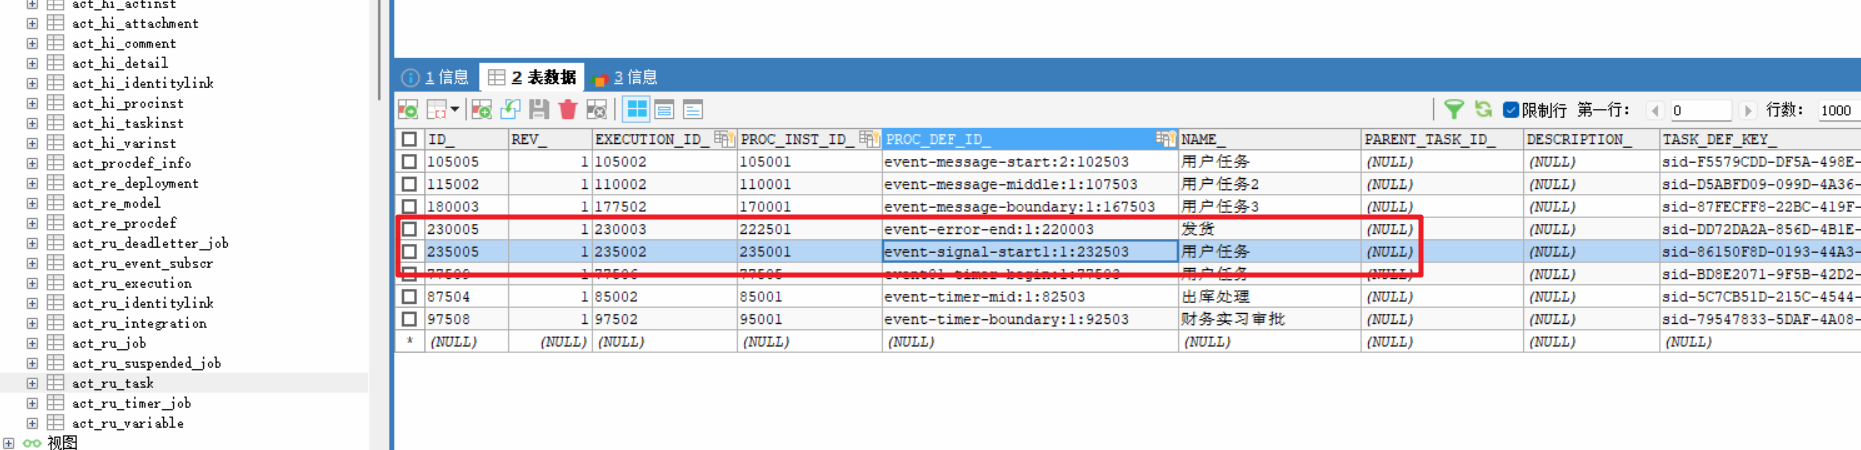 act_hi_actinst
act_hi_attachment
act_hi_comment
act_hi_detail
act_hi_identitylink
act_hi_procinst
act_hi_taskinst
act_hi_varinst
act_procdef_info
act_re_deployment
act_re_model
act_re_procdef
act_ru_deadletter_job
act_ru_event_subscr
act_ru_execution
act_ru_identitylink
act_ru_integration
act_ru_job
act_ru_suspended_job
act_ru_task
act_ru_timer_job
act_ru_variable
视图
1 信息 2 表数据 3 信息
限制行 第一行: 0 行数: 1000
ID_ REV_ EXECUTION_ID_ PROC_INST_ID_ PROC_DEF_ID_ NAME_ PARENT_TASK_ID_ DESCRIPTION_ TASK_DEF_KEY_
105005 1 105002 105001 event-message-start:2:102503 用户任务 (NULL) (NULL) sid-F5579CDD-DF5A-498E-
115002 1 110002 110001 event-message-middle:1:107503 用户任务2 (NULL) (NULL) sid-D5ABFD09-099D-4A36-
180003 1 177502 170001 event-message-boundary:1:167503 用户任务3 (NULL) (NULL) sid-87FECFF8-22BC-419F-
230005 1 230003 222501 event-error-end:1:220003 发货 (NULL) (NULL) sid-DD72DA2A-856D-4B1E-
235005 1 235002 235001 event-signal-start1:1:232503 用户任务 (NULL) (NULL) sid-86150F8D-0193-44A3-
77509 1 77506 77505 event01-timer-begin:1:77503 用户任务 (NULL) (NULL) sid-BD8E2071-9F5B-42D2-
87504 1 85002 85001 event-timer-mid:1:82503 出库处理 (NULL) (NULL) sid-5C7CB51D-215C-4544-
97508 1 97502 95001 event-timer-boundary:1:92503 财务实习审批 (NULL) (NULL) sid-79547833-5DAF-4A08-
* (NULL) (NULL) (NULL) (NULL) (NULL) (NULL) (NULL) (NULL) (NULL)